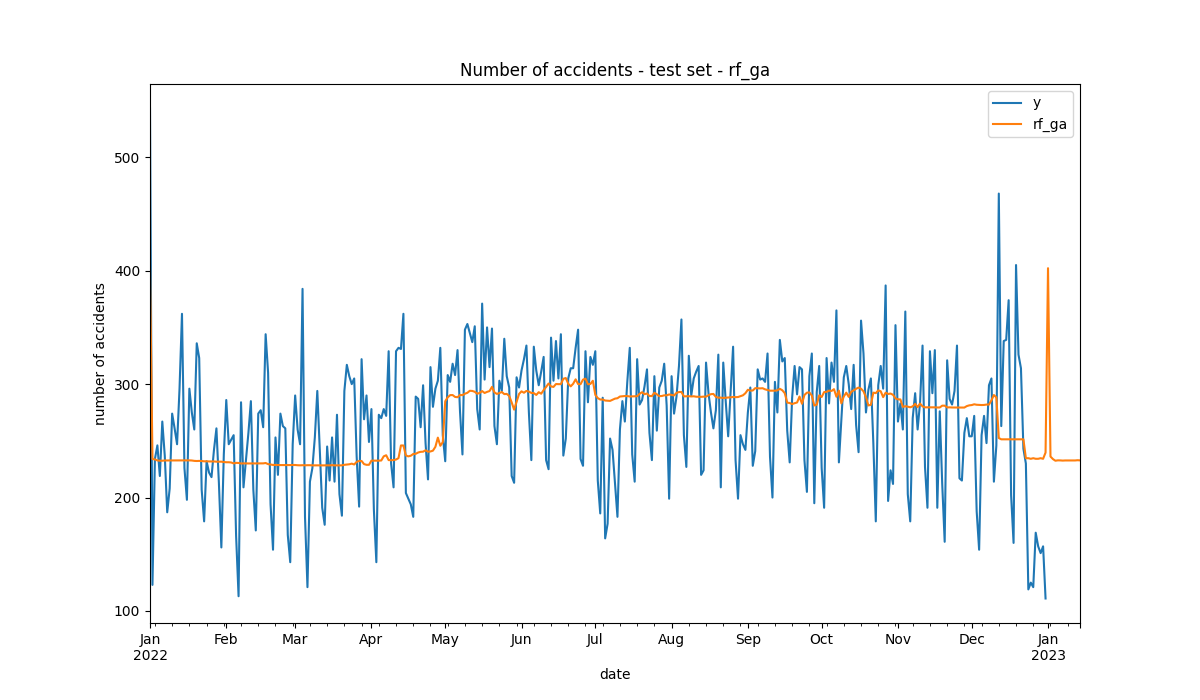 Number of accidents - test set - rf_ga
y
rf_ga
number of accidents
500
400
300
200
100
Jan Feb Mar Apr May Jun Jul Aug Sep Oct Nov Dec Jan
2022 2023
date